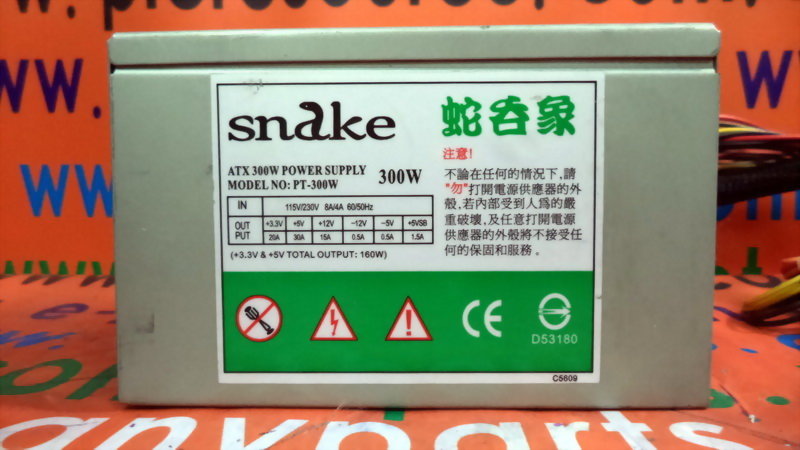 snake
蛇吞象
ATX 300W POWER SUPPLY
MODEL NO: PT-300W
300W
注意!
不論在任何的情況下,請
"勿"打開電源供應器的外
殼,若內部受到人爲的嚴
重破壞,及任意打開電源
供應器的外殼將不接受任
何的保固和服務。
IN 115V/230V 8A/4A 60/50Hz
OUT PUT +3.3V +5V +12V -12V -5V +5VSB
20A 30A 15A 0.5A 0.5A 1.5A
(+3.3V & +5V TOTAL OUTPUT: 160W)
CE
D53180
C5609
anyparts